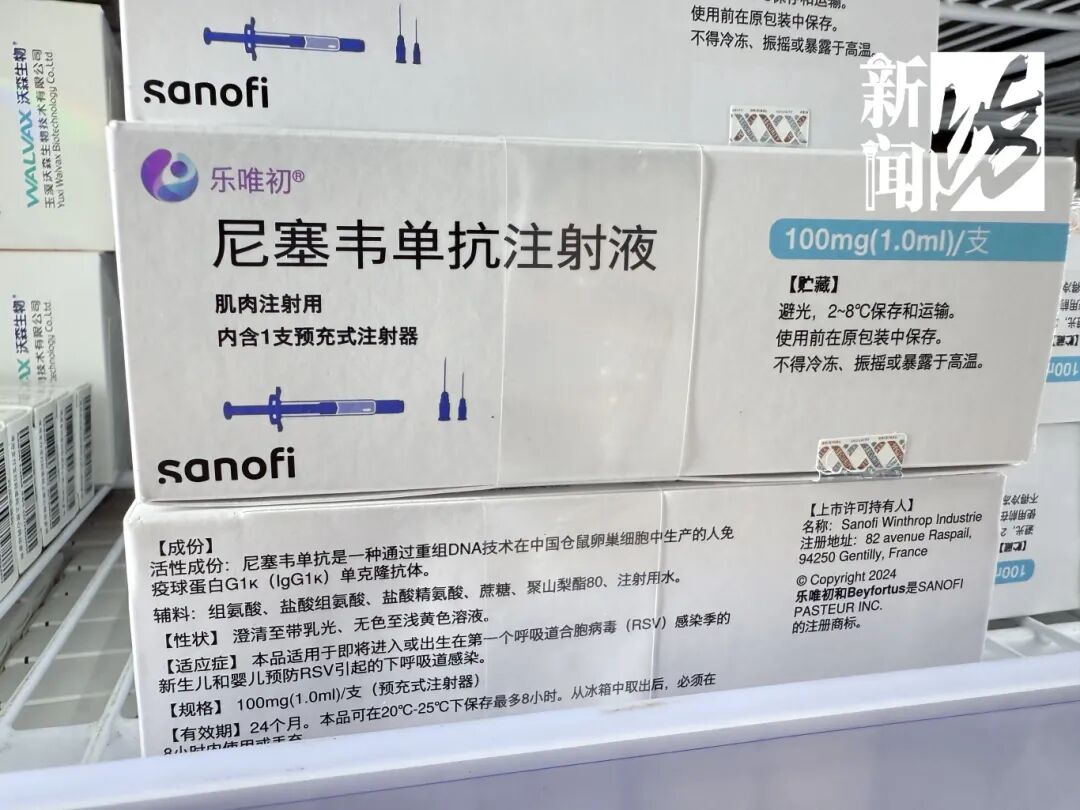 和运输。
使用前在原包装中保存。
不得冷冻、振摇或暴露于高温。
sanofi
新闻
WALVAX 沃森生物
玉溪沃森生物技术有限公司
Yuxi Walvax Biotechnology Co., Ltd
乐唯初®
尼塞韦单抗注射液
肌肉注射用
内含1支预充式注射器
sanofi
100mg(1.0ml)/支
【贮藏】
避光，2~8℃保存和运输。
使用前在原包装中保存。
不得冷冻、振摇或暴露于高温。
【成份】
活性成份：尼塞韦单抗是一种通过重组DNA技术在中国仓鼠卵巢细胞中生产的人免
疫球蛋白G1κ（IgG1κ）单克隆抗体。
辅料：组氨酸、盐酸组氨酸、盐酸精氨酸、蔗糖、聚山梨酯80、注射用水。
【性状】澄清至带乳光、无色至浅黄色溶液。
【适应症】本品适用于即将进入或出生在第一个呼吸道合胞病毒（RSV）感染季的
新生儿和婴儿预防RSV引起的下呼吸道感染。
【规格】100mg(1.0ml)/支（预充式注射器）
【有效期】24个月。本品可在20℃-25℃下保存最多8小时。从冰箱中取出后，必须在
8小时内使用或丢弃
【上市许可持有人】
名称：Sanofi Winthrop Industrie
注册地址：82 avenue Raspail,
94250 Gentilly, France
© Copyright 2024
乐唯初和Beyfortus是SANOFI
PASTEUR INC.
的注册商标。